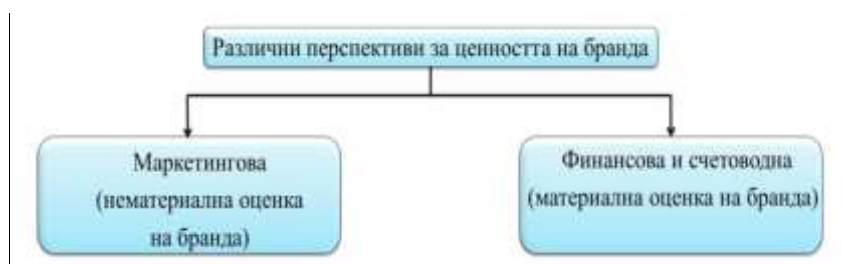 Различни перспективи за ценността на бранда
Маркетингова
(нематериална оценка
на бранда)
Финансова и счетоводна
(материална оценка на бранда)